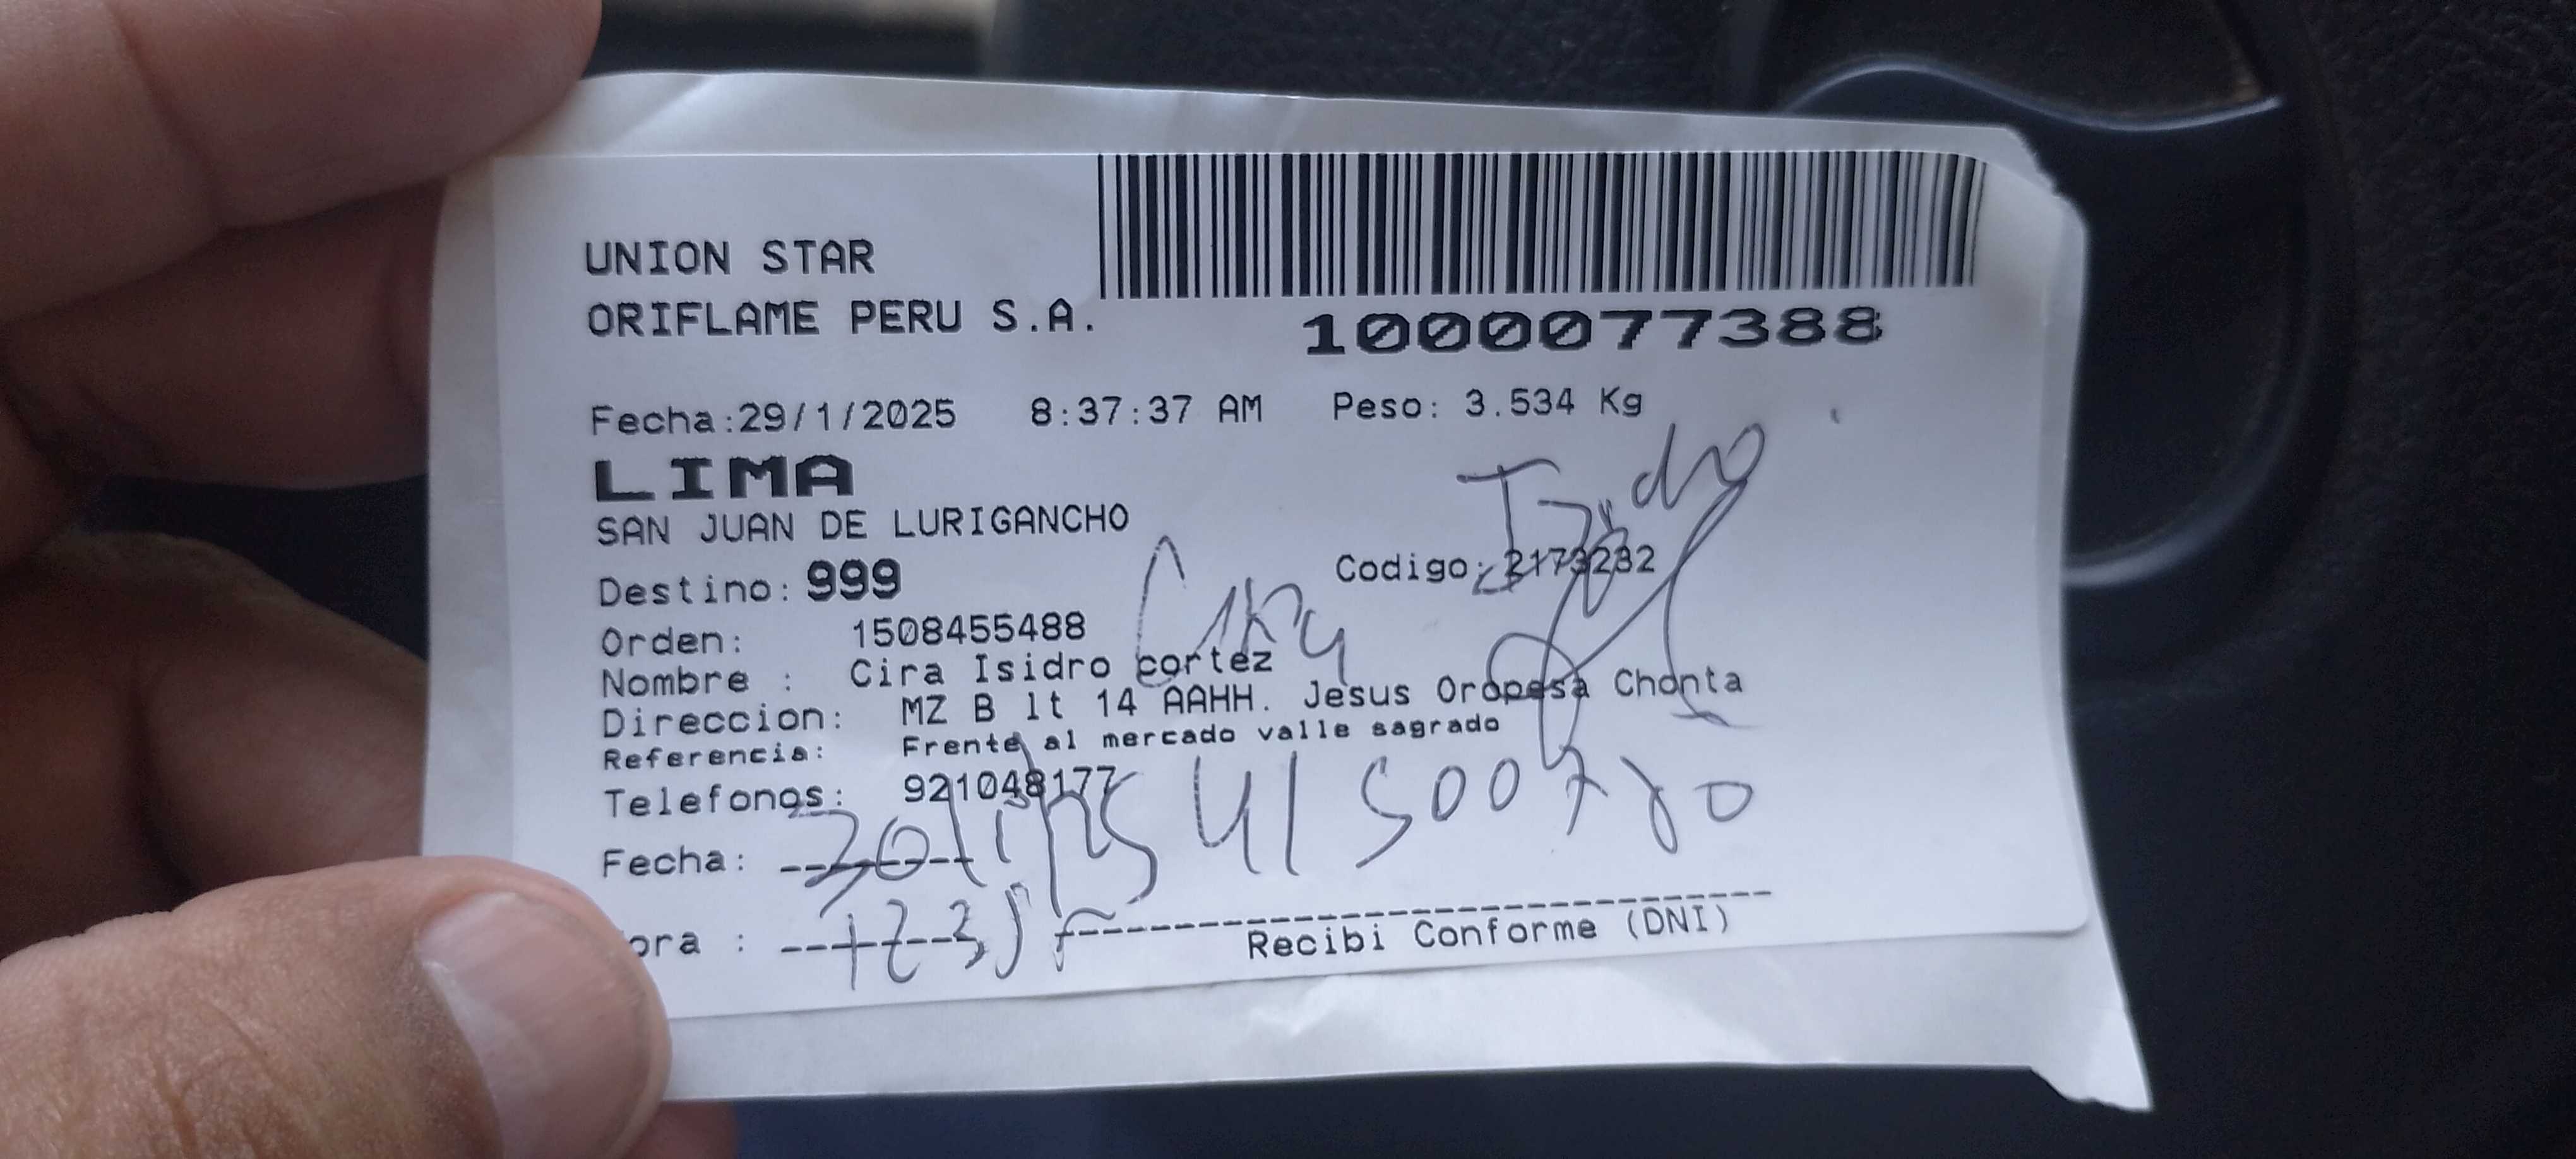 UNION STAR
ORIFLAME PERU S.A.
1000077388
Fecha:29/1/2025 8:37:37 AM Peso: 3.534 Kg
LIMA
SAN JUAN DE LURIGANCHO
Destino: 999
Codigo: 2173232
Orden: 1508455488
Nombre : Cira Isidro cortez
Direccion: MZ B lt 14 AAHH. Jesus Oropesa Chonta
Referencia: Frente al mercado valle sagrado
Telefonos: 921048177
Fecha:
ora :
Recibi Conforme (DNI)